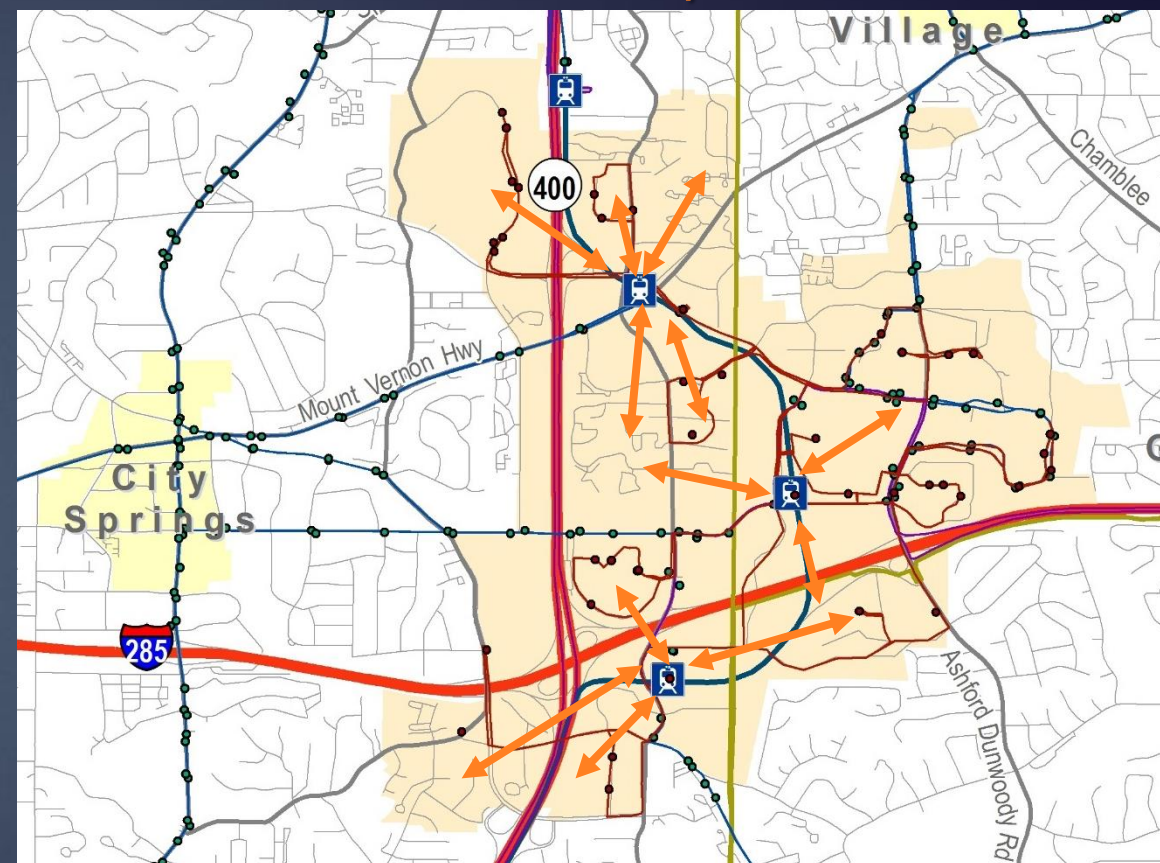 Village
Chamblee
400
Mount Vernon Hwy
City
Springs
285
Ashford Dunwoody Rd